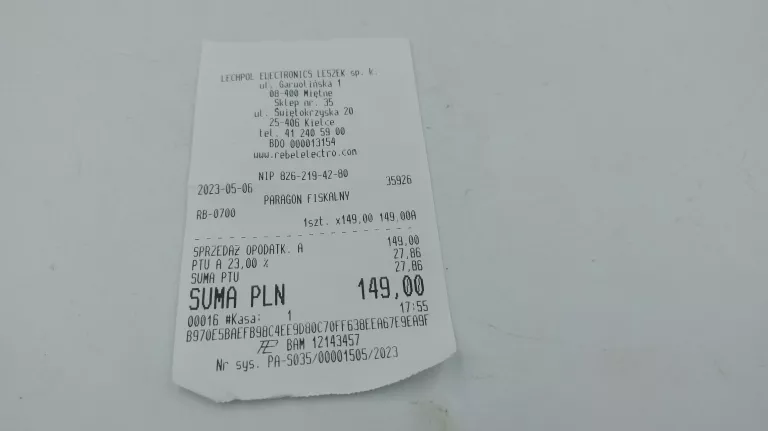 LECHPOL ELECTRONICS LESZEK sp. k.
ul. Garwolińska 1
08-400 Miętne
Sklep nr. 35
ul. Świętokrzyska 20
25-406 Kielce
tel. 41 240 59 00
BDO 000013154
www.rebelelectro.com
NIP 826-219-42-80
2023-05-06 35926
PARAGON FISKALNY
RB-0700
1szt. x149,00 149,00A
SPRZEDAŻ OPODATK. A 149,00
PTU A 23,00 % 27,86
SUMA PTU 27,86
SUMA PLN 149,00
00016 #Kasa: 1 17:55
B970E5BAEFB98C4EE9D80C70FF638EEA67E9EA9F
BAM 12143457
Nr sys. PA-S035/00001505/2023